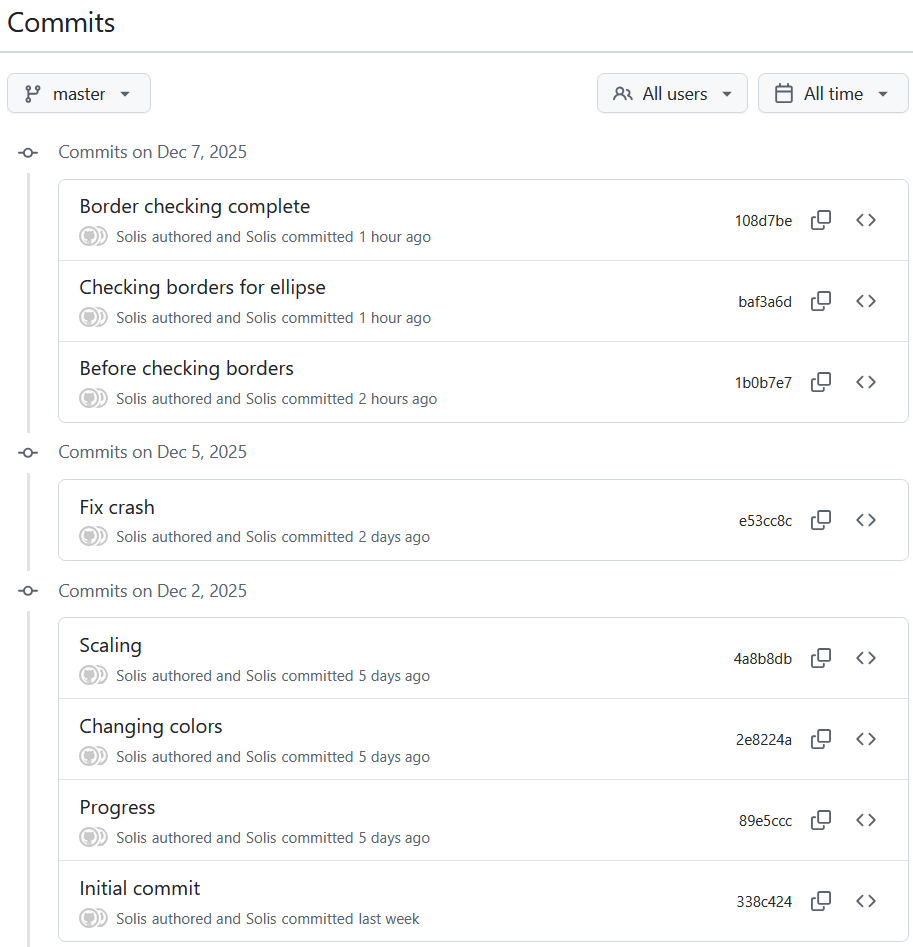 Commits
master
All users
All time
Commits on Dec 7, 2025
Border checking complete
108d7be
Solis authored and Solis committed 1 hour ago
Checking borders for ellipse
baf3a6d
Solis authored and Solis committed 1 hour ago
Before checking borders
1b0b7e7
Solis authored and Solis committed 2 hours ago
Commits on Dec 5, 2025
Fix crash
e53cc8c
Solis authored and Solis committed 2 days ago
Commits on Dec 2, 2025
Scaling
4a8b8db
Solis authored and Solis committed 5 days ago
Changing colors
2e8224a
Solis authored and Solis committed 5 days ago
Progress
89e5ccc
Solis authored and Solis committed 5 days ago
Initial commit
338c424
Solis authored and Solis committed last week